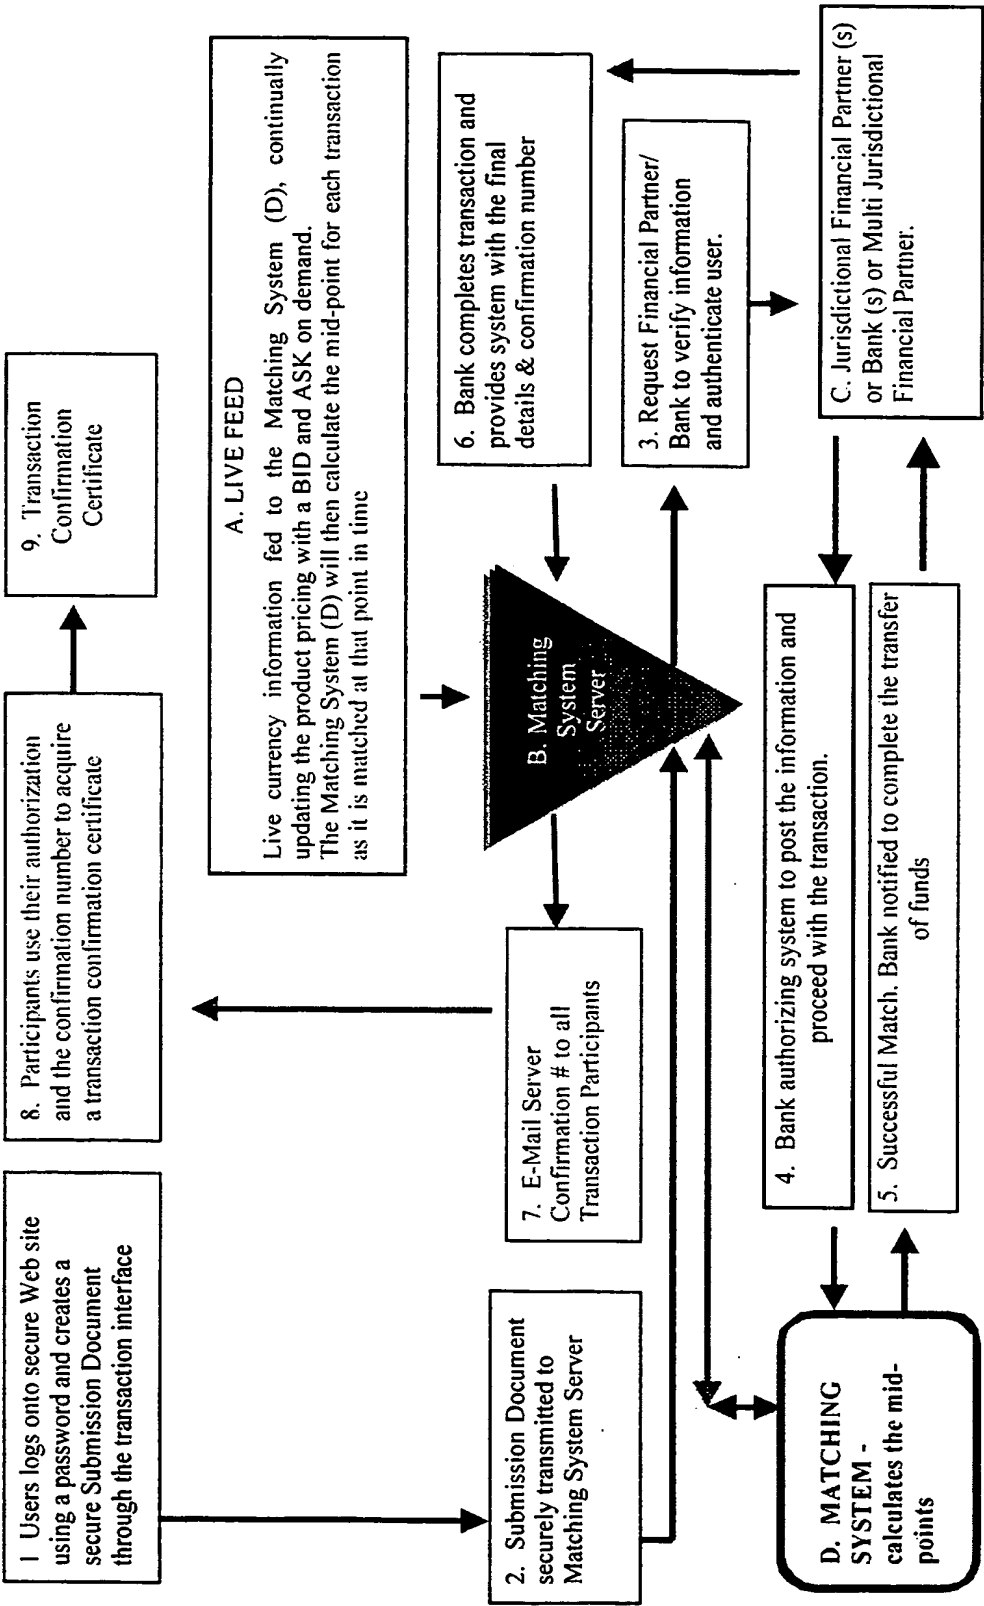 1 Users logs onto secure Web site
using a password and creates a
secure Submission Document
through the transaction interface
8. Participants use their authorization
and the confirmation number to acquire
a transaction confirmation certificate
9. Transaction
Confirmation
Certificate
A. LIVE FEED
Live currency information fed to the Matching System (D), continually
updating the product pricing with a BID and ASK on demand.
The Matching System (D) will then calculate the mid-point for each transaction
as it is matched at that point in time
2. Submission Document
securely transmitted to
Matching System Server
7. E-Mail Server
Confirmation # to all
Transaction Participants
B. Matching
System
Server
6. Bank completes transaction and
provides system with the final
details & confirmation number
3. Request Financial Partner/
Bank to verify information
and authenticate user.
D. MATCHING
SYSTEM -
calculates the mid-
points
4. Bank authorizing system to post the information and
proceed with the transaction.
5. Successful Match. Bank notified to complete the transfer
of funds
C. Jurisdictional Financial Partner (s)
or Bank (s) or Multi Jurisdictional
Financial Partner.